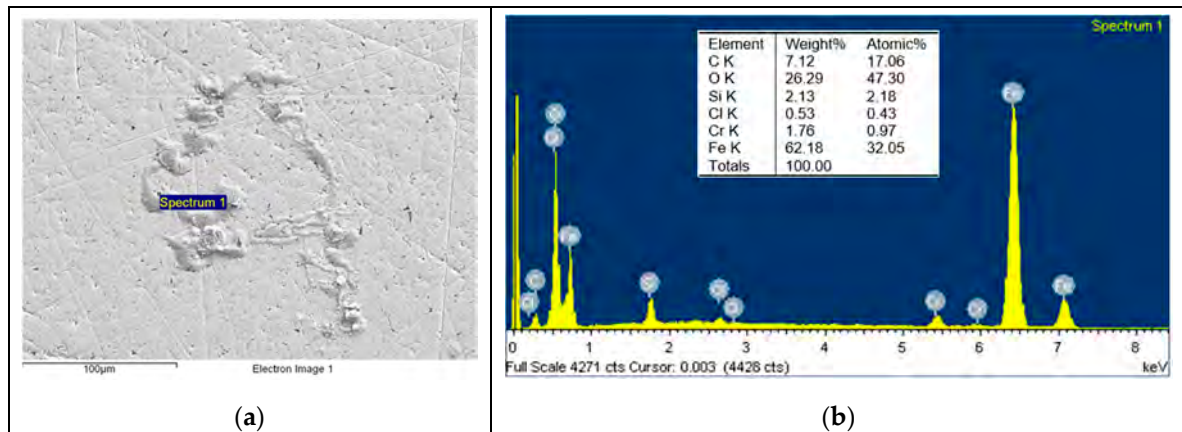 Spectrum 1
100μm
Electron Image 1
(a)
Spectrum 1
Element Weight% Atomic%
C K 7.12 17.06
O K 26.29 47.30
Si K 2.13 2.18
Cl K 0.53 0.43
Cr K 1.76 0.97
Fe K 62.18 32.05
Totals 100.00
0 1 2 3 4 5 6 7 8
Full Scale 4271 cts Cursor: 0.003 (4428 cts) keV
(b)